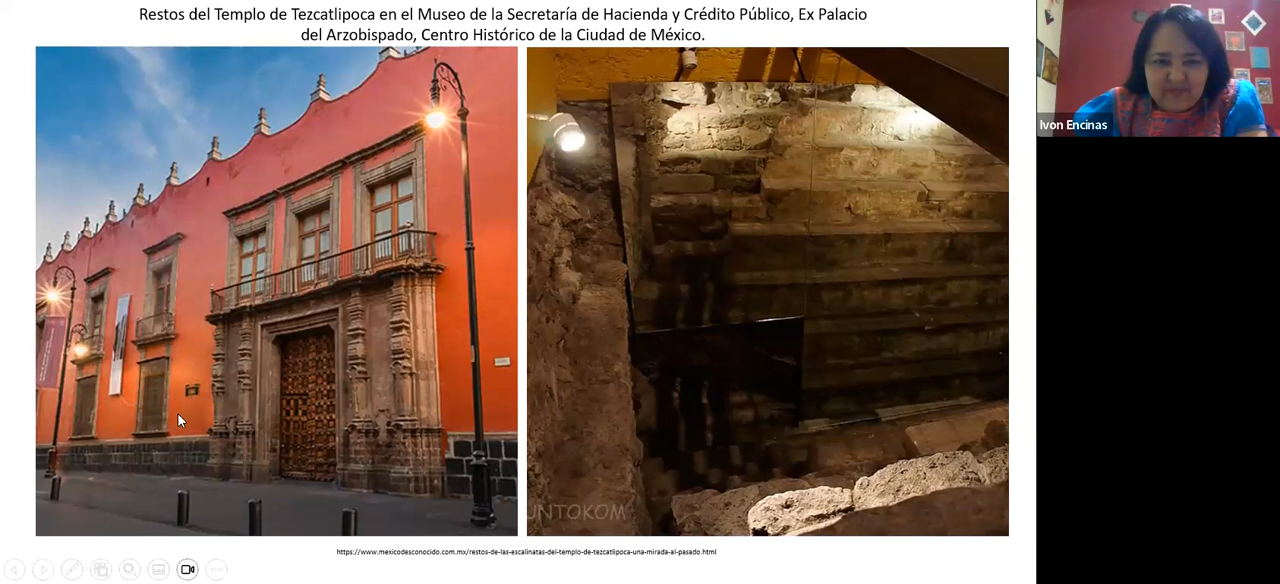 Restos del Templo de Tezcatlipoca en el Museo de la Secretaría de Hacienda y Crédito Público, Ex Palacio
del Arzobispado, Centro Histórico de la Ciudad de México.
Ivon Encinas
UNTOKOM
https://www.mexicodesconocido.com.mx/restos-de-las-escalinatas-del-templo-de-tezcatlipoca-una-mirada-al-pasado.html